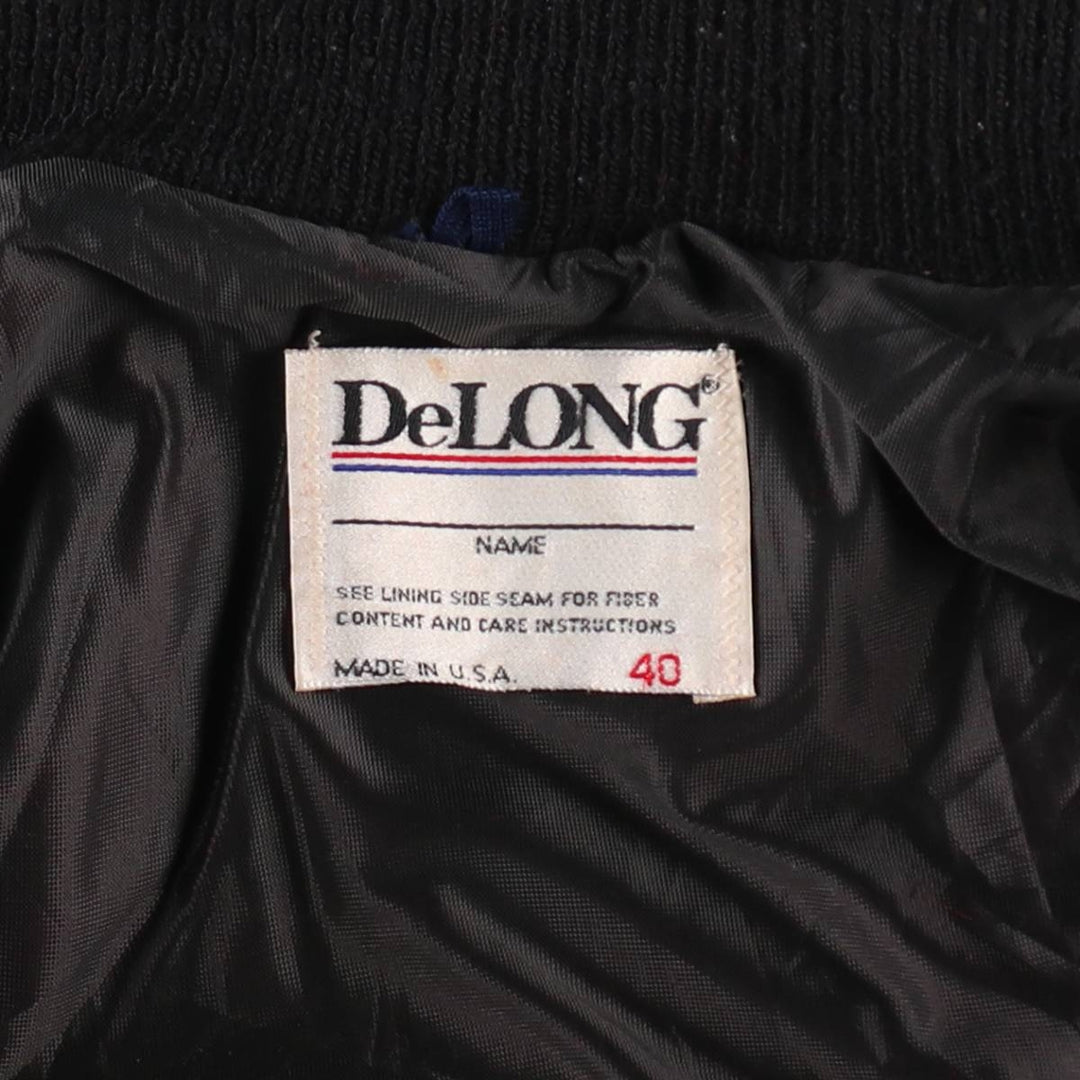 DeLONG®
NAME
SEE LINING SIDE SEAM FOR FIBER
CONTENT AND CARE INSTRUCTIONS
MADE IN U.S.A. 40